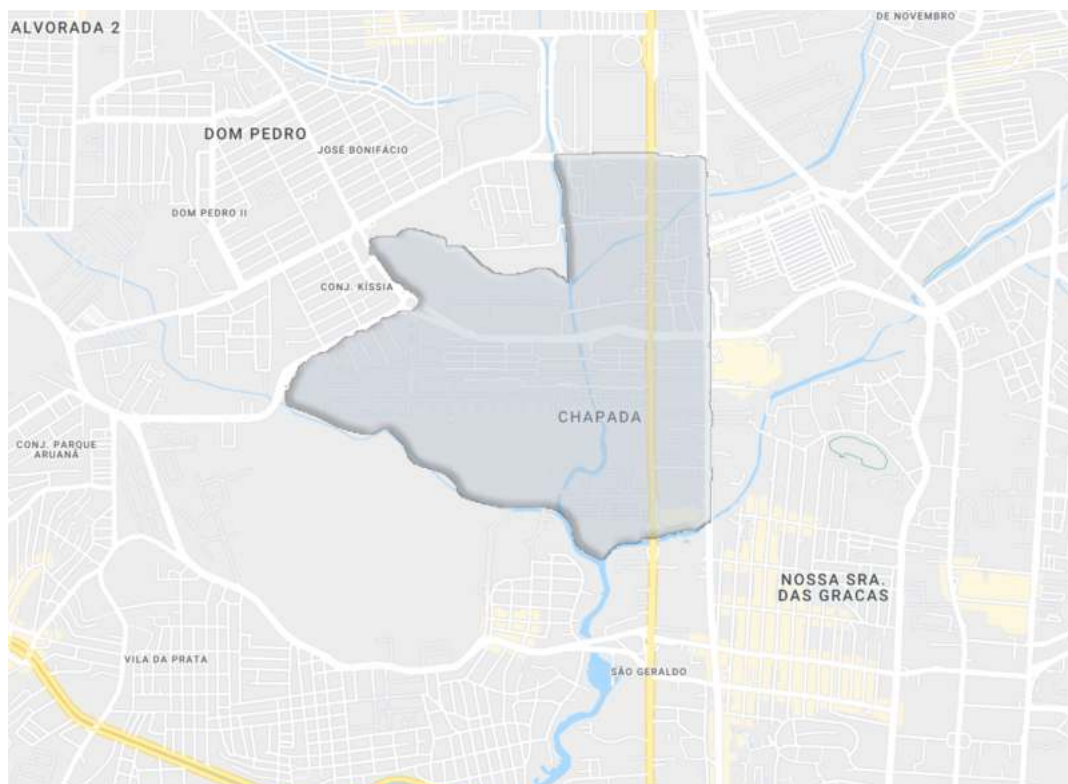 ALVORADA 2
DE NOVEMBRO
DOM PEDRO
JOSÉ BONIFÁCIO
DOM PEDRO II
CONJ. KÍSSIA
CHAPADA
CONJ. PARQUE
ARUANÃ
NOSSA SRA.
DAS GRACAS
VILA DA PRATA
SÃO GERALDO